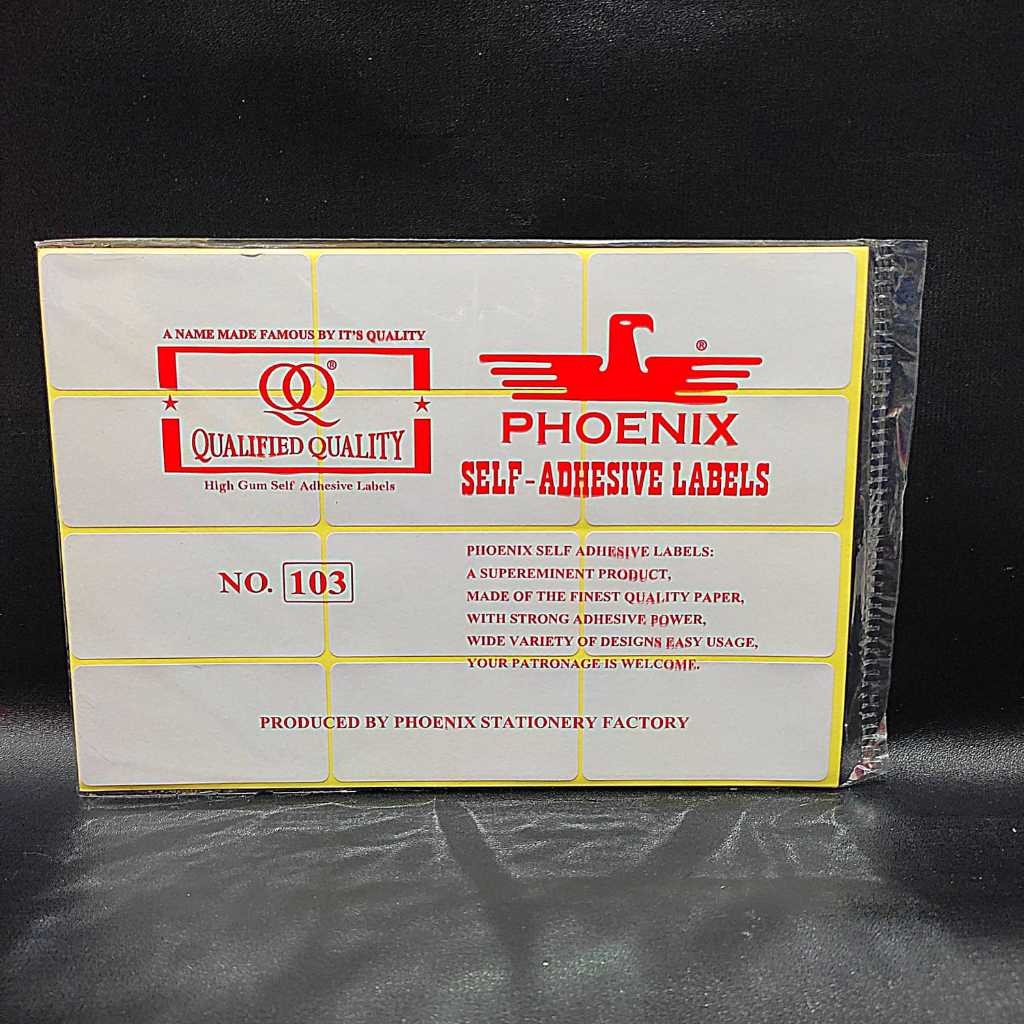 A NAME MADE FAMOUS BY IT'S QUALITY
QQ®
QUALIFIED QUALITY
High Gum Self Adhesive Labels
®
PHOENIX
SELF-ADHESIVE LABELS
NO. 103
PHOENIX SELF ADHESIVE LABELS:
A SUPEREMINENT PRODUCT,
MADE OF THE FINEST QUALITY PAPER,
WITH STRONG ADHESIVE POWER,
WIDE VARIETY OF DESIGNS EASY USAGE,
YOUR PATRONAGE IS WELCOME.
PRODUCED BY PHOENIX STATIONERY FACTORY